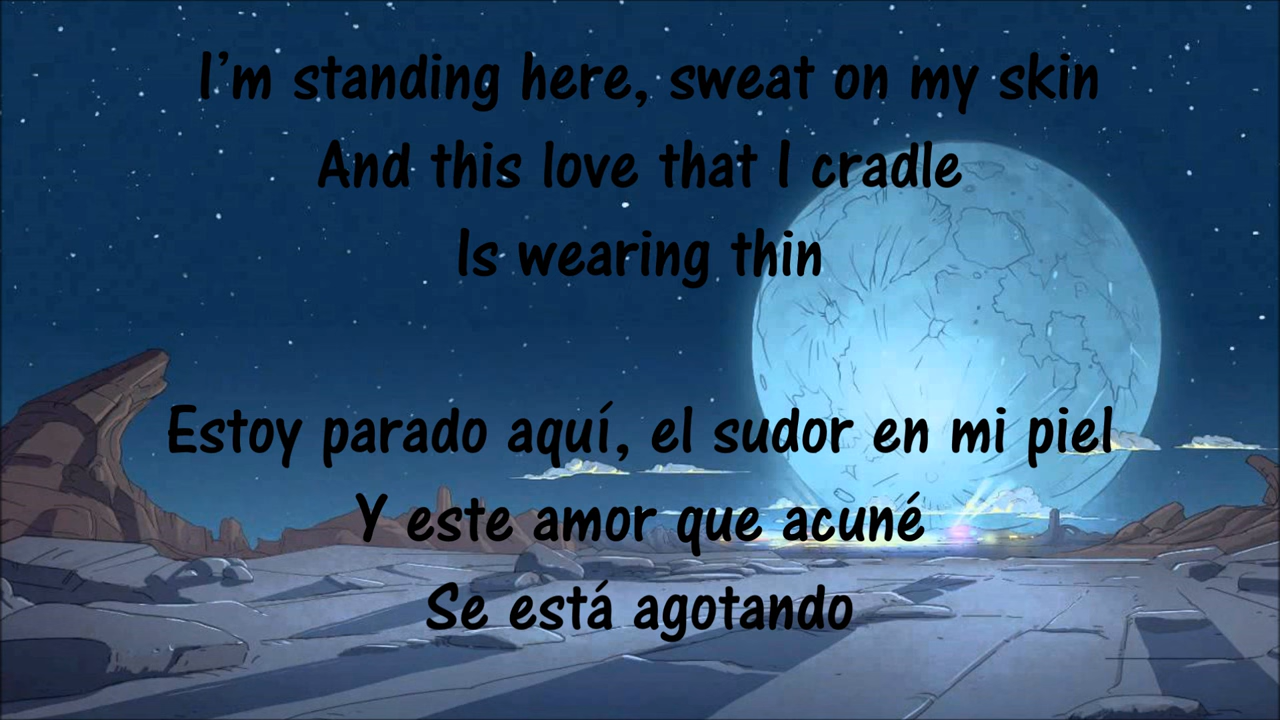 I'm standing here, sweat on my skin
And this love that I cradle
Is wearing thin
Estoy parado aquí, el sudor en mi piel
Y este amor que acuné
Se está agotando